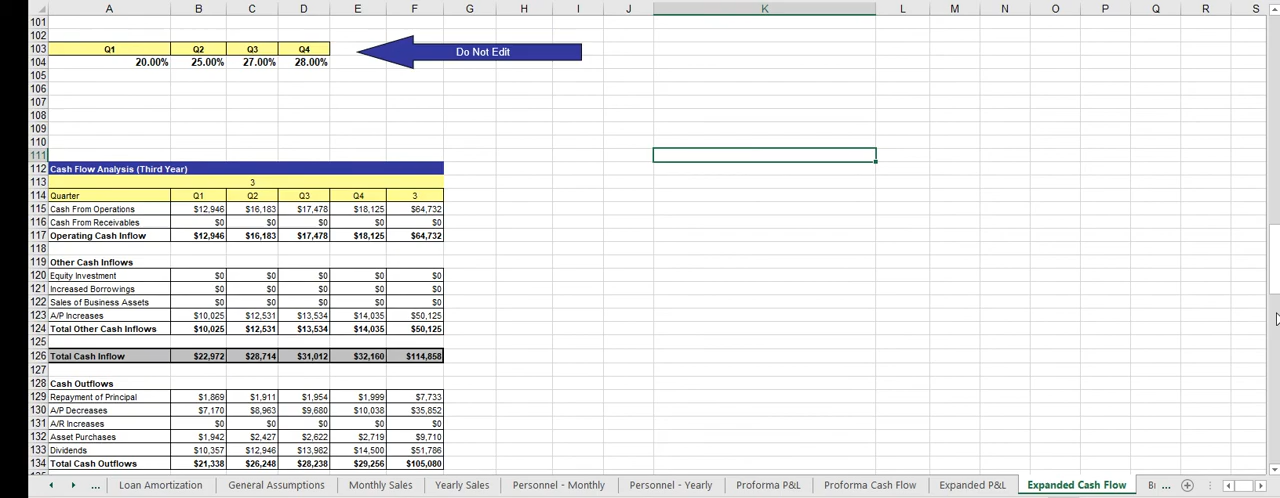 A B C D E F G H I J K L M N O P Q R S
101
102
103 Q1 Q2 Q3 Q4 Do Not Edit
104 20.00% 25.00% 27.00% 28.00%
105
106
107
108
109
110
111
112 Cash Flow Analysis (Third Year)
113 3
114 Quarter Q1 Q2 Q3 Q4 3
115 Cash From Operations $12,946 $16,183 $17,478 $18,125 $64,732
116 Cash From Receivables $0 $0 $0 $0 $0
117 Operating Cash Inflow $12,946 $16,183 $17,478 $18,125 $64,732
118
119 Other Cash Inflows
120 Equity Investment $0 $0 $0 $0 $0
121 Increased Borrowings $0 $0 $0 $0 $0
122 Sales of Business Assets $0 $0 $0 $0 $0
123 A/P Increases $10,025 $12,531 $13,534 $14,035 $50,125
124 Total Other Cash Inflows $10,025 $12,531 $13,534 $14,035 $50,125
125
126 Total Cash Inflow $22,972 $28,714 $31,012 $32,160 $114,858
127
128 Cash Outflows
129 Repayment of Principal $1,869 $1,911 $1,954 $1,999 $7,733
130 A/P Decreases $7,170 $8,963 $9,680 $10,038 $35,852
131 A/R Increases $0 $0 $0 $0 $0
132 Asset Purchases $1,942 $2,427 $2,622 $2,719 $9,710
133 Dividends $10,357 $12,946 $13,982 $14,500 $51,786
134 Total Cash Outflows $21,338 $26,248 $28,238 $29,256 $105,080
... Loan Amortization General Assumptions Monthly Sales Yearly Sales Personnel - Monthly Personnel - Yearly Proforma P&L Proforma Cash Flow Expanded P&L Expanded Cash Flow ...